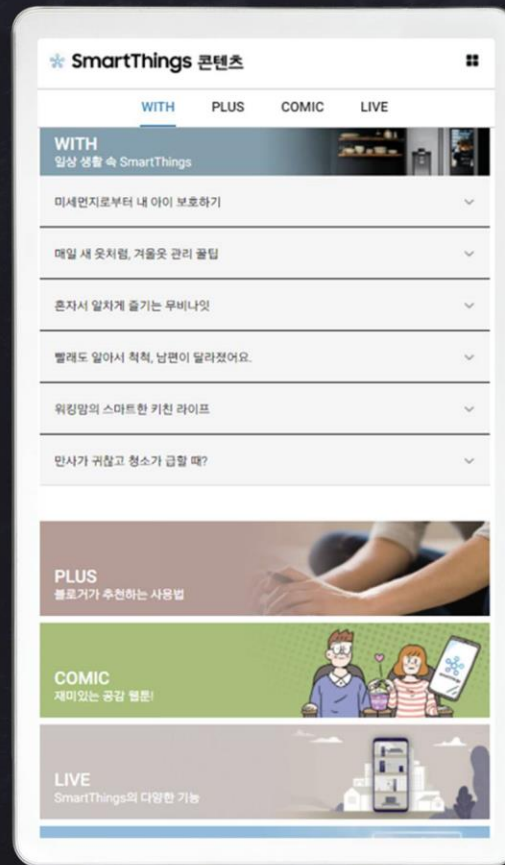 SmartThings 콘텐츠
WITH PLUS COMIC LIVE
WITH
일상 생활 속 SmartThings
미세먼지로부터 내 아이 보호하기
매일 새 옷처럼, 겨울옷 관리 꿀팁
혼자서 알차게 즐기는 무비나잇
빨래도 알아서 척척, 남편이 달라졌어요.
워킹맘의 스마트한 키친 라이프
만사가 귀찮고 청소가 급할 때?
PLUS
블로거가 추천하는 사용법
COMIC
재미있는 공감 웹툰!
LIVE
SmartThings의 다양한 기능